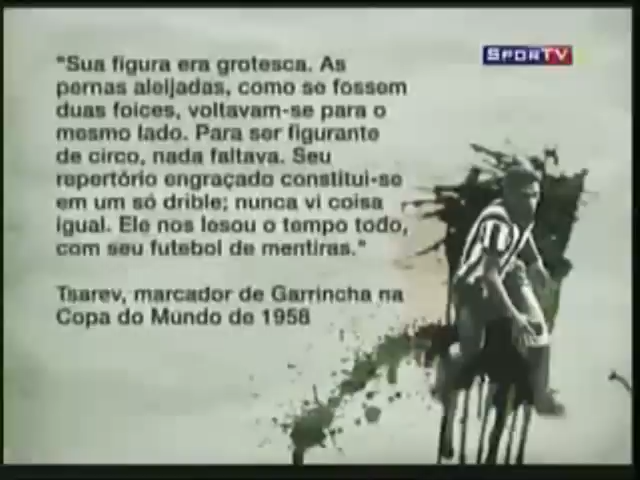 "Sua figura era grotesca. As
pernas aleijadas, como se fossem
duas foices, voltavam-se para o
mesmo lado. Para ser figurante
de circo, nada faltava. Seu
repertório engraçado constitui-se
em um só drible; nunca vi coisa
igual. Ele nos lesou o tempo todo,
com seu futebol de mentiras."
Tsarev, marcador de Garrincha na
Copa do Mundo de 1958
SPORTV